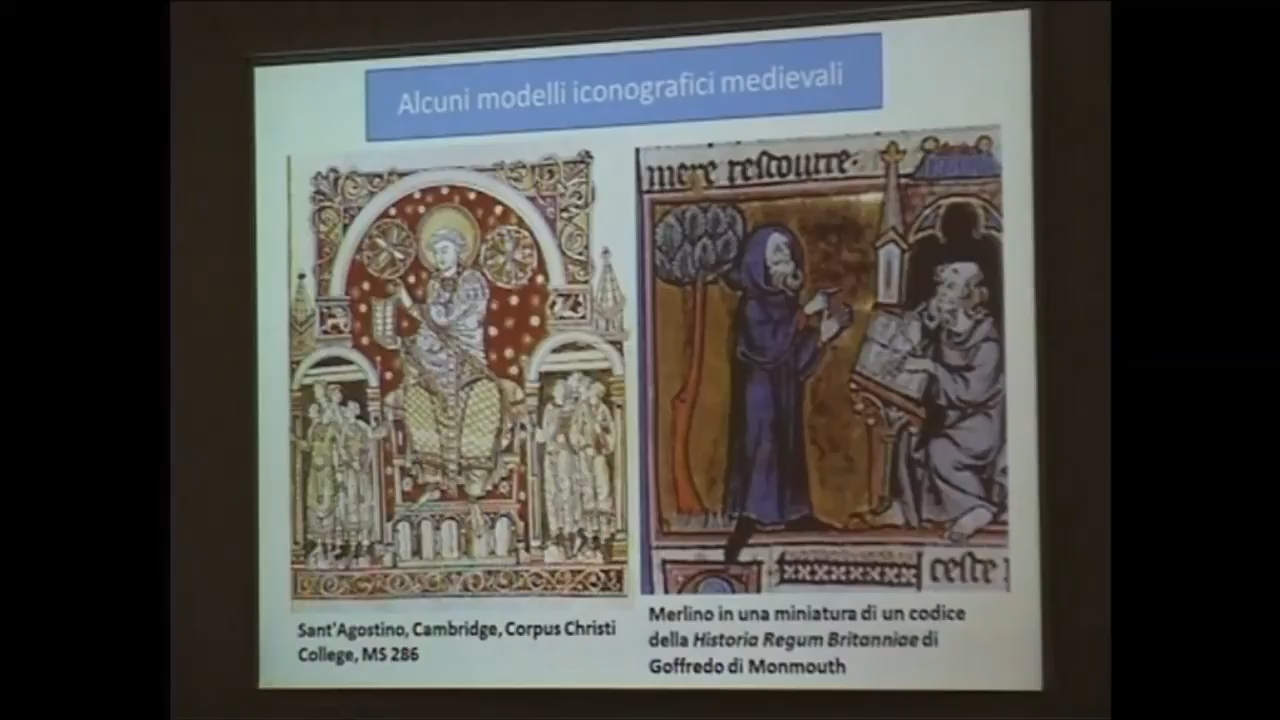 Alcuni modelli iconografici medievali
mere rescourre·
ceste
Sant'Agostino, Cambridge, Corpus Christi
College, MS 286
Merlino in una miniatura di un codice
della Historia Regum Britanniae di
Goffredo di Monmouth